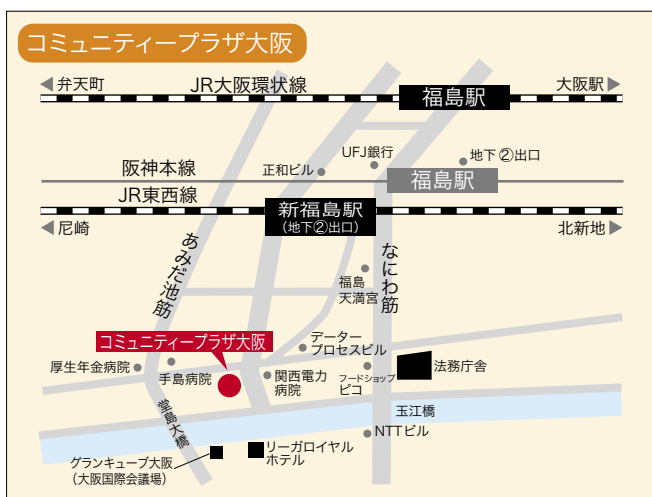 コミュニティープラザ大阪
弁天町
JR大阪環状線
福島駅
大阪駅
阪神本線
正和ビル
UFJ銀行
地下②出口
福島駅
JR東西線
新福島駅
(地下②出口)
尼崎
北新地
あみだ池筋
なにわ筋
福島
天満宮
コミュニティープラザ大阪
データー
プロセスビル
厚生年金病院
手島病院
関西電力
病院
フードショップ
ピコ
法務庁舎
堂島大橋
玉江橋
NTTビル
グランキューブ大阪
(大阪国際会議場)
リーガロイヤル
ホテル